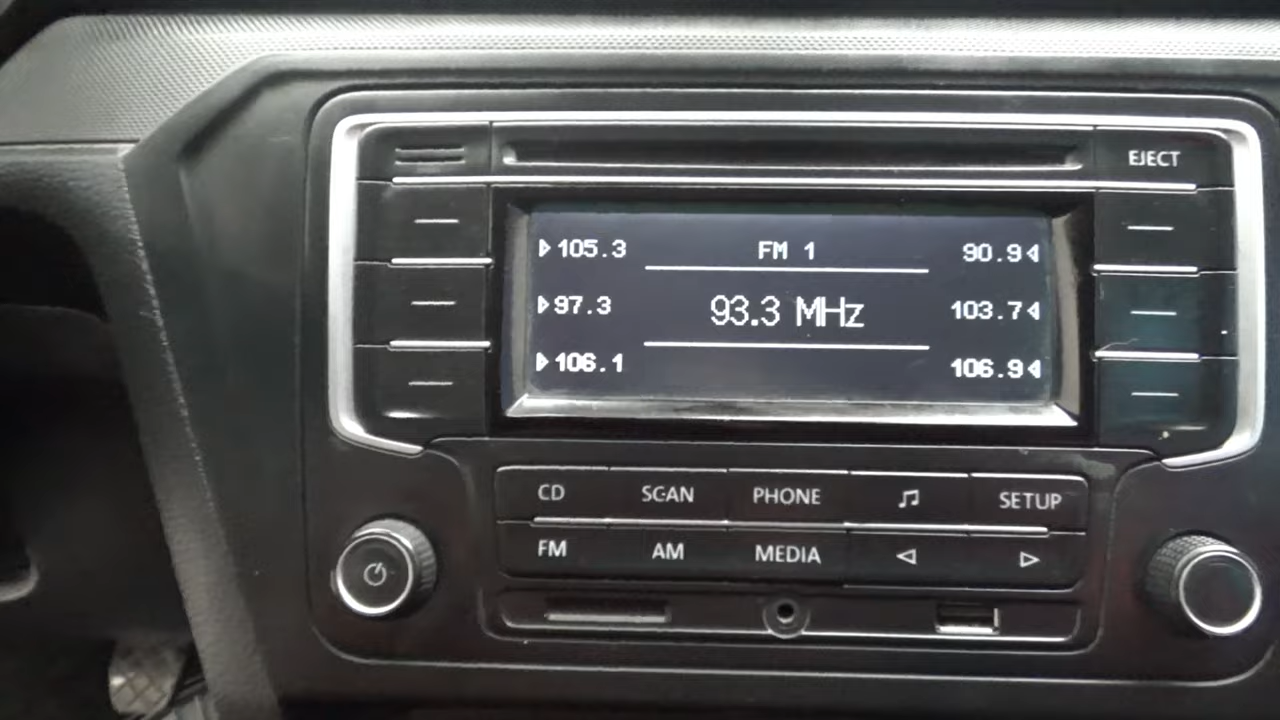 EJECT
▷105.3 FM 1 90.9◁
▷97.3 93.3 MHz 103.7◁
▷106.1 106.9◁
CD SCAN PHONE ♫ SETUP
FM AM MEDIA ◁ ▷